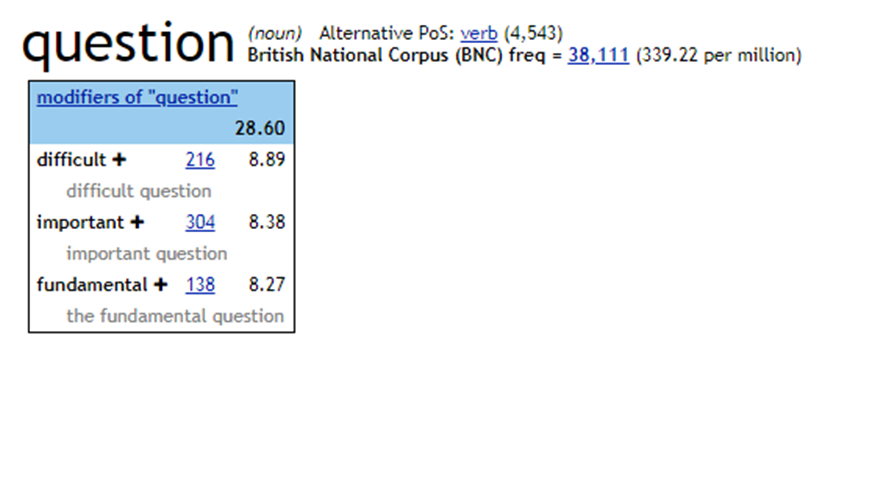 question (noun) Alternative PoS: verb (4,543)
British National Corpus (BNC) freq = 38,111 (339.22 per million)
modifiers of "question"
28.60
difficult + 216 8.89
difficult question
important + 304 8.38
important question
fundamental + 138 8.27
the fundamental question